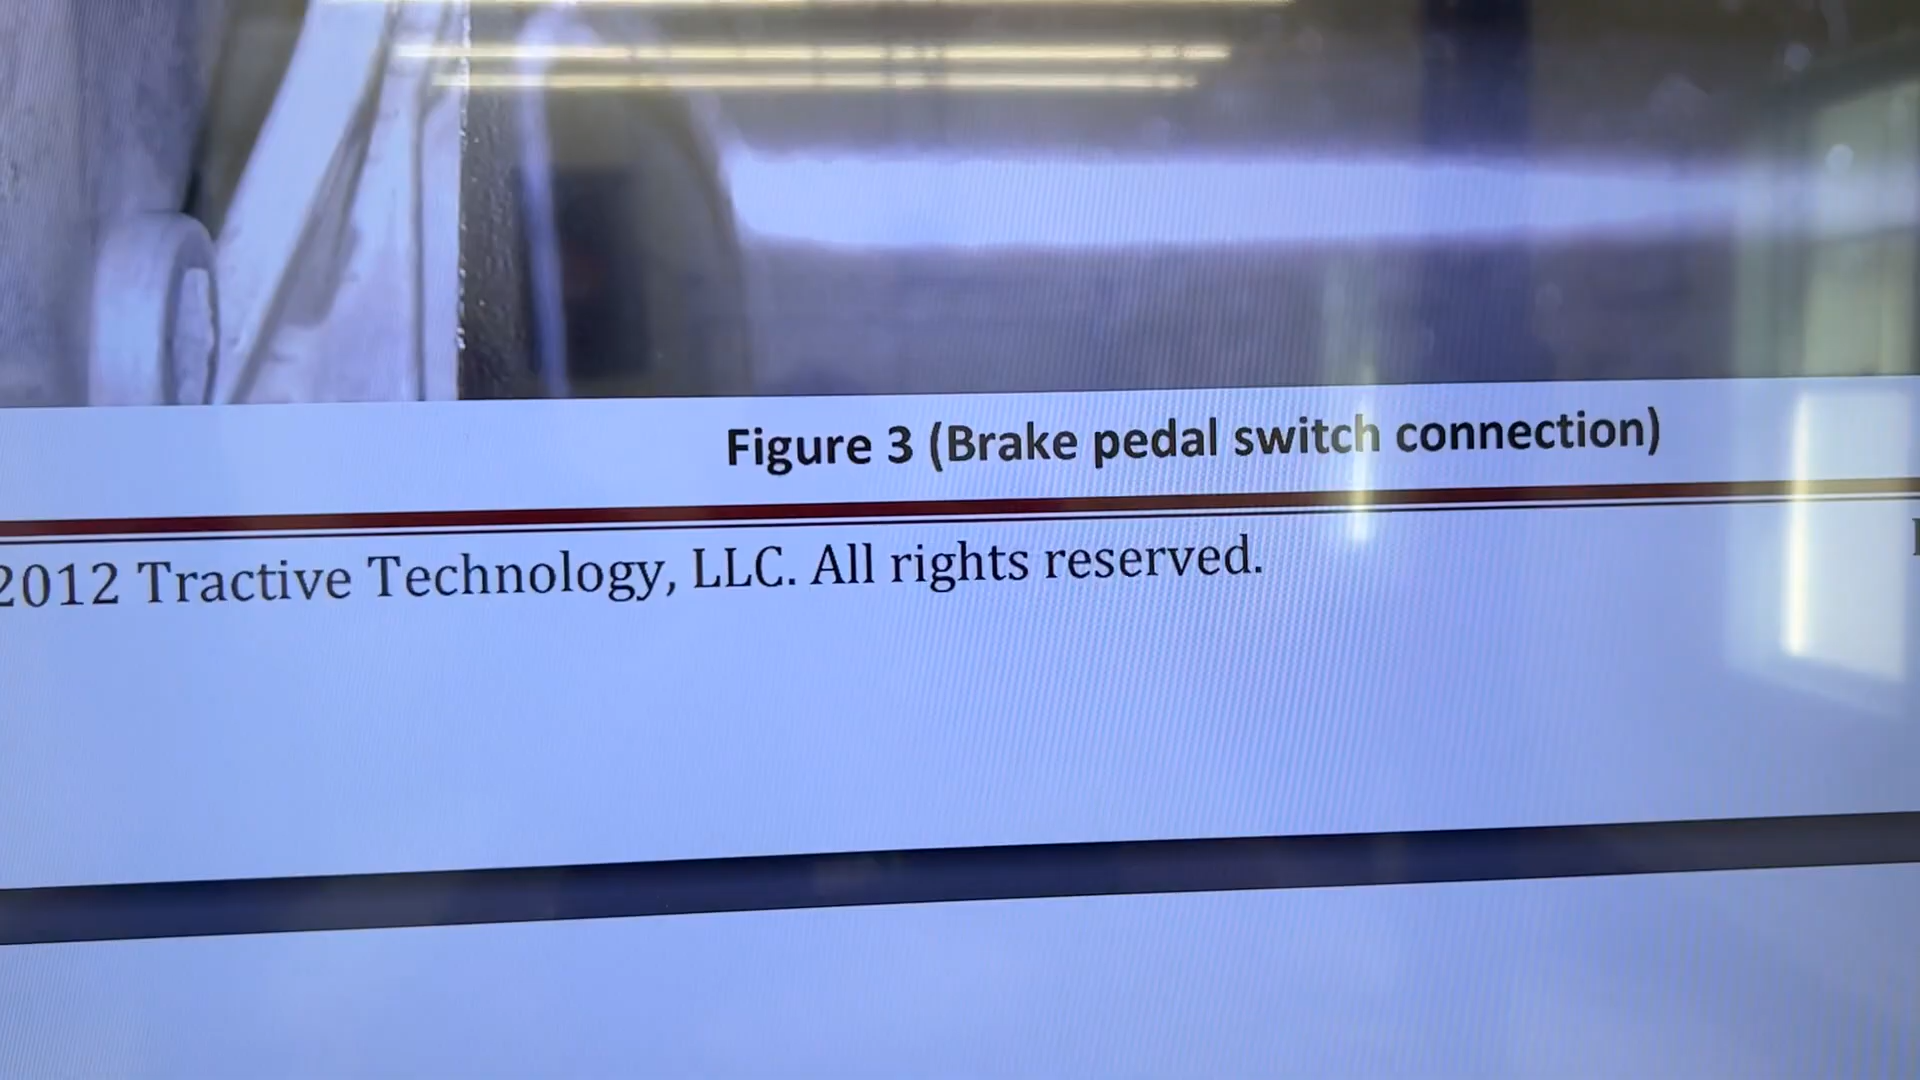 Figure 3 (Brake pedal switch connection)
2012 Tractive Technology, LLC. All rights reserved.